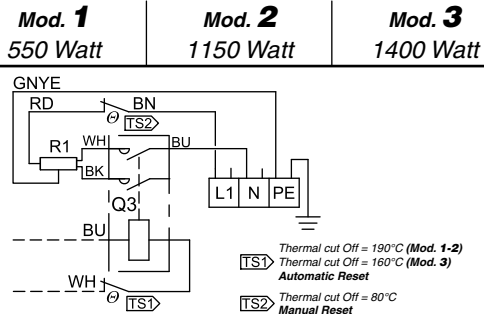 Mod. 1 Mod. 2 Mod. 3
550 Watt 1150 Watt 1400 Watt
GNYE
RD BN
Θ TS2
R1 WH BU
BK
L1 N PE
Q3
BU
WH
Θ TS1
TS1 Thermal cut Off = 190°C (Mod. 1-2)
Thermal cut Off = 160°C (Mod. 3)
Automatic Reset
TS2 Thermal cut Off = 80°C
Manual Reset